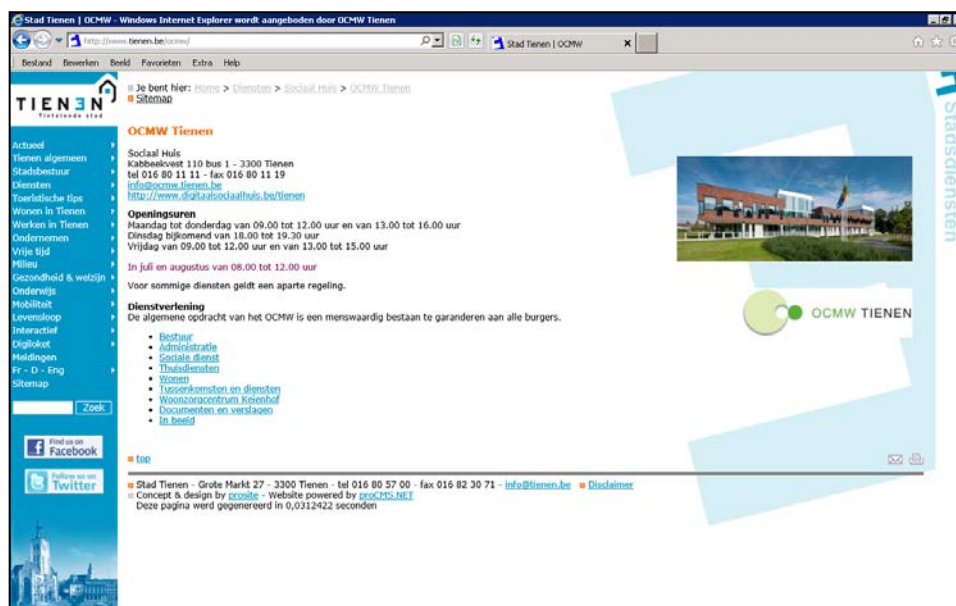 Stad Tienen | OCMW - Windows Internet Explorer wordt aangeboden door OCMW Tienen
http://www.tienen.be/ocmw/
Stad Tienen | OCMW
Bestand Bewerken Beeld Favorieten Extra Help
TIENEN
Tintelende stad
Actueel
Tienen algemeen
Stadsbestuur
Diensten
Toeristische tips
Wonen in Tienen
Werken in Tienen
Ondernemen
Vrije tijd
Milieu
Gezondheid & welzijn
Onderwijs
Mobiliteit
Levensloop
Interactief
Digiloket
Meldingen
Fr - D - Eng
Sitemap
Zoek
Find us on
Facebook
Follow us on
Twitter
Je bent hier: Home > Diensten > Sociaal Huis > OCMW Tienen
Sitemap
OCMW Tienen
Sociaal Huis
Kabbeekvest 110 bus 1 - 3300 Tienen
tel 016 80 11 11 - fax 016 80 11 19
info@ocmw.tienen.be
http://www.digitaalsociaalhuis.be/tienen
Openingsuren
Maandag tot donderdag van 09.00 tot 12.00 uur en van 13.00 tot 16.00 uur
Dinsdag bijkomend van 18.00 tot 19.30 uur
Vrijdag van 09.00 tot 12.00 uur en van 13.00 tot 15.00 uur
In juli en augustus van 08.00 tot 12.00 uur
Voor sommige diensten geldt een aparte regeling.
Dienstverlening
De algemene opdracht van het OCMW is een menswaardig bestaan te garanderen aan alle burgers.
Bestuur
Administratie
Sociale dienst
Thuisdiensten
Wonen
Tussenkomsten en diensten
Woonzorgcentrum Keienhof
Documenten en verslagen
In beeld
top
Stad Tienen - Grote Markt 27 - 3300 Tienen - tel 016 80 57 00 - fax 016 82 30 71 - info@tienen.be Disclaimer
Concept & design by prosite - Website powered by proCMS.NET
Deze pagina werd gegenereerd in 0,0312422 seconden
OCMW TIENEN
Stadsdiensten